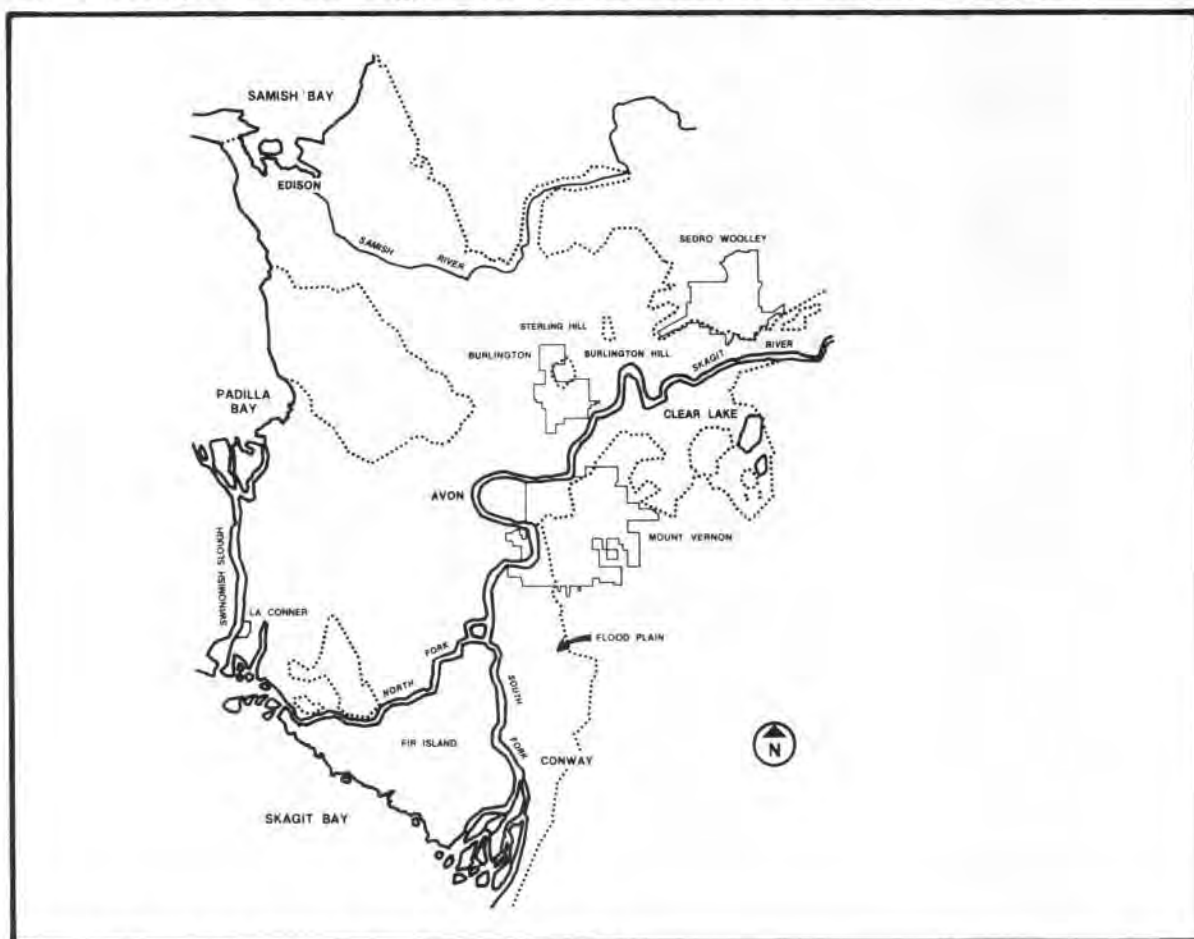 SAMISH BAY
EDISON
SAMISH RIVER
SEDRO WOOLLEY
STERLING HILL
BURLINGTON
BURLINGTON HILL
SKAGIT RIVER
PADILLA
BAY
CLEAR LAKE
AVON
MOUNT VERNON
SWINOMISH SLOUGH
LA CONNER
FLOOD PLAIN
NORTH FORK
SOUTH FORK
FIR ISLAND
CONWAY
N
SKAGIT BAY